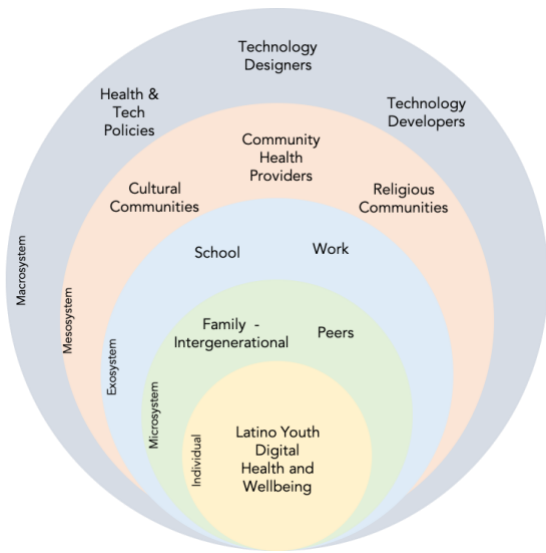 Technology
Designers
Health &
Tech
Policies
Technology
Developers
Community
Health
Providers
Cultural
Communities
Religious
Communities
School
Work
Family -
Intergenerational
Peers
Latino Youth
Digital
Health and
Wellbeing
Macrosystem
Mesosystem
Exosystem
Microsystem
Individual